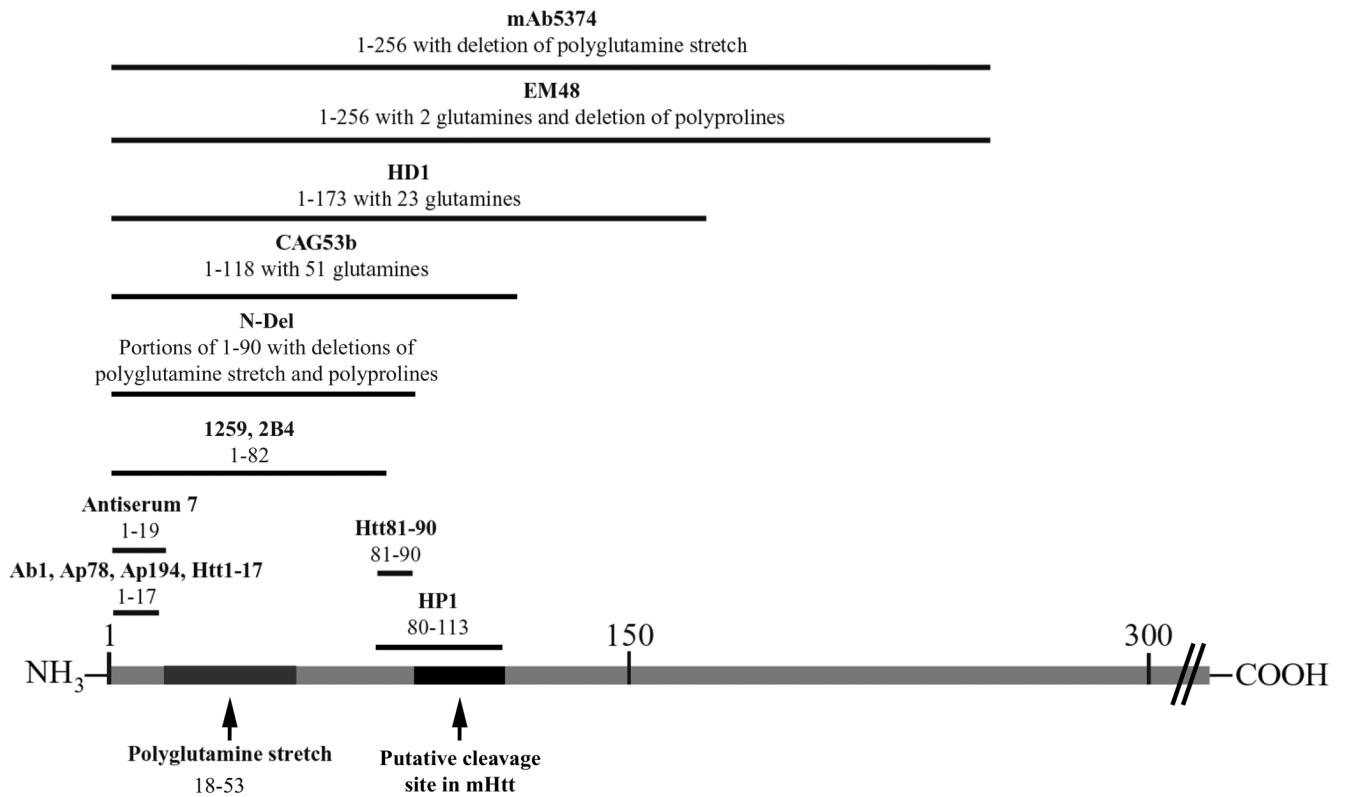 mAb5374
1-256 with deletion of polyglutamine stretch
EM48
1-256 with 2 glutamines and deletion of polyprolines
HD1
1-173 with 23 glutamines
CAG53b
1-118 with 51 glutamines
N-Del
Portions of 1-90 with deletions of
polyglutamine stretch and polyprolines
1259, 2B4
1-82
Antiserum 7
1-19
Htt81-90
81-90
Ab1, Ap78, Ap194, Htt1-17
1-17
HP1
80-113
1 150 300
NH3 COOH
Polyglutamine stretch
18-53
Putative cleavage
site in mHtt